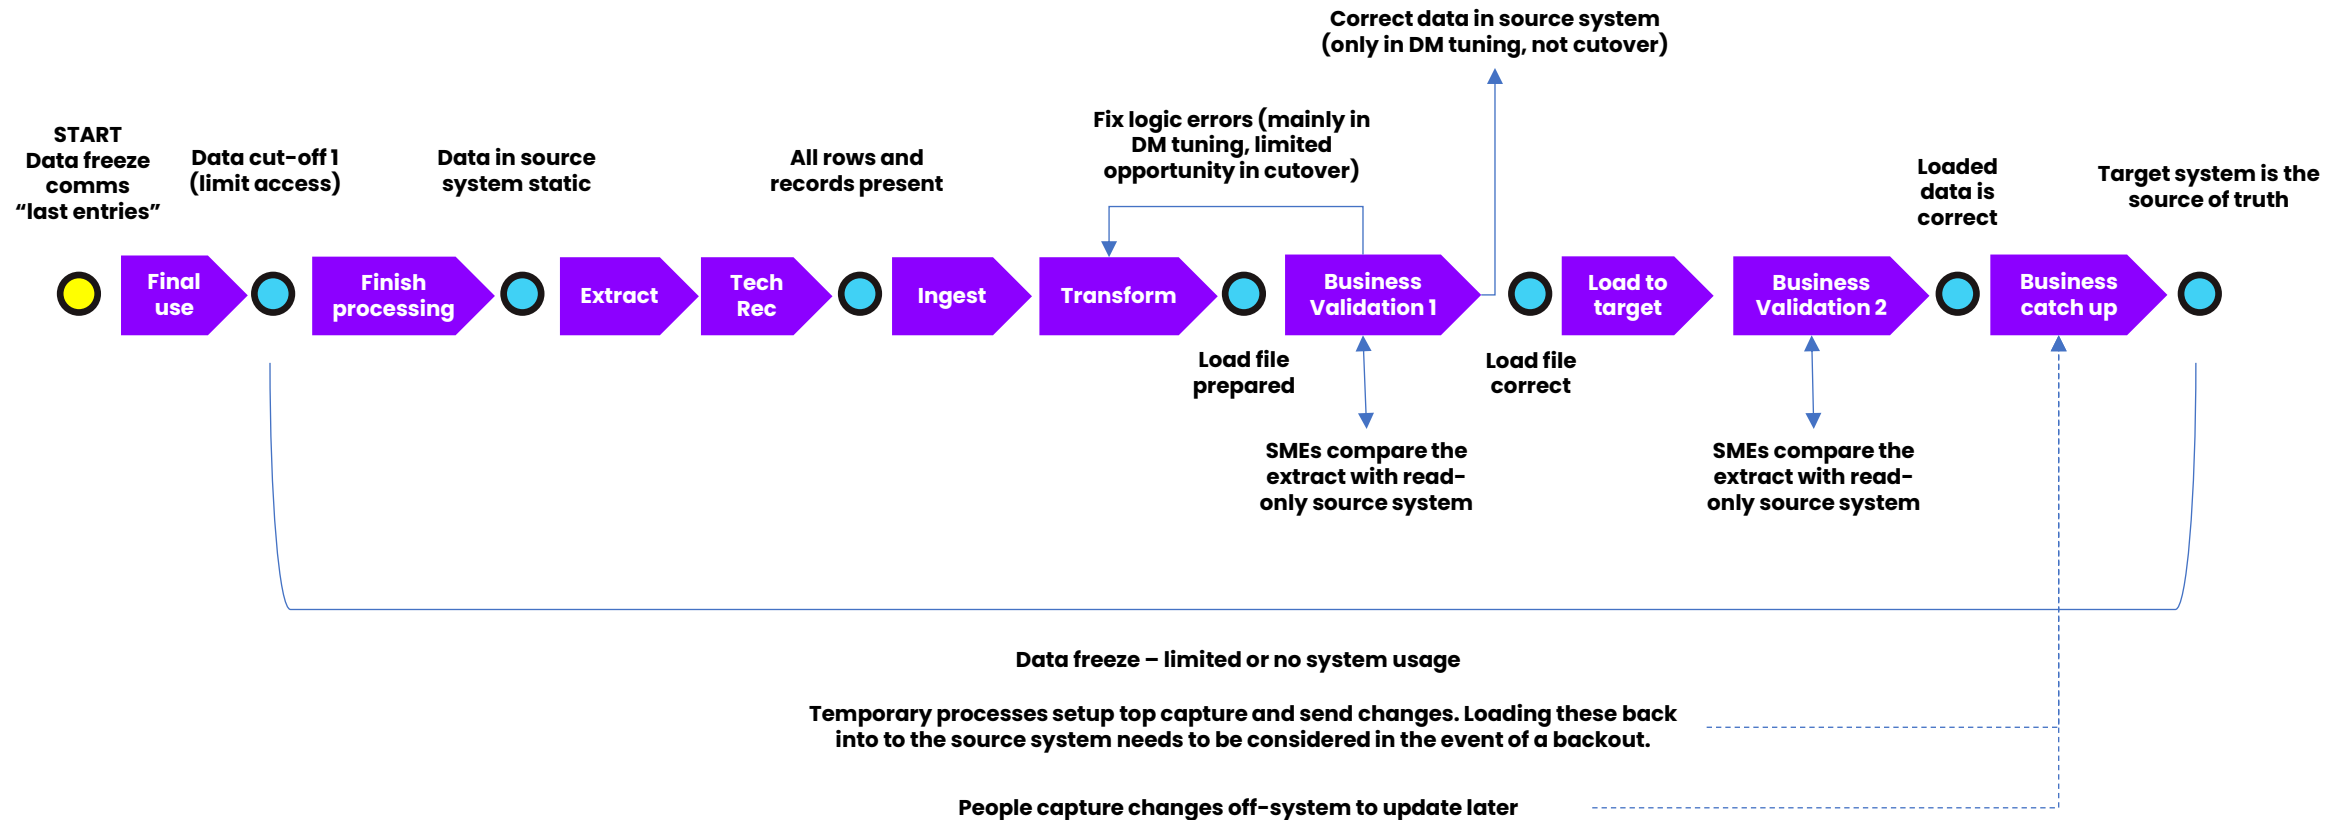 Correct data in source system
(only in DM tuning, not cutover)
Fix logic errors (mainly in
DM tuning, limited
opportunity in cutover)
START
Data freeze
comms
“last entries”
Data cut-off 1
(limit access)
Data in source
system static
All rows and
records present
Loaded
data is
correct
Target system is the
source of truth
Final
use
Finish
processing
Extract
Tech
Rec
Ingest
Transform
Business
Validation 1
Load to
target
Business
Validation 2
Business
catch up
Load file
prepared
Load file
correct
SMEs compare the
extract with read-
only source system
SMEs compare the
extract with read-
only source system
Data freeze – limited or no system usage
Temporary processes setup top capture and send changes. Loading these back
into to the source system needs to be considered in the event of a backout.
People capture changes off-system to update later